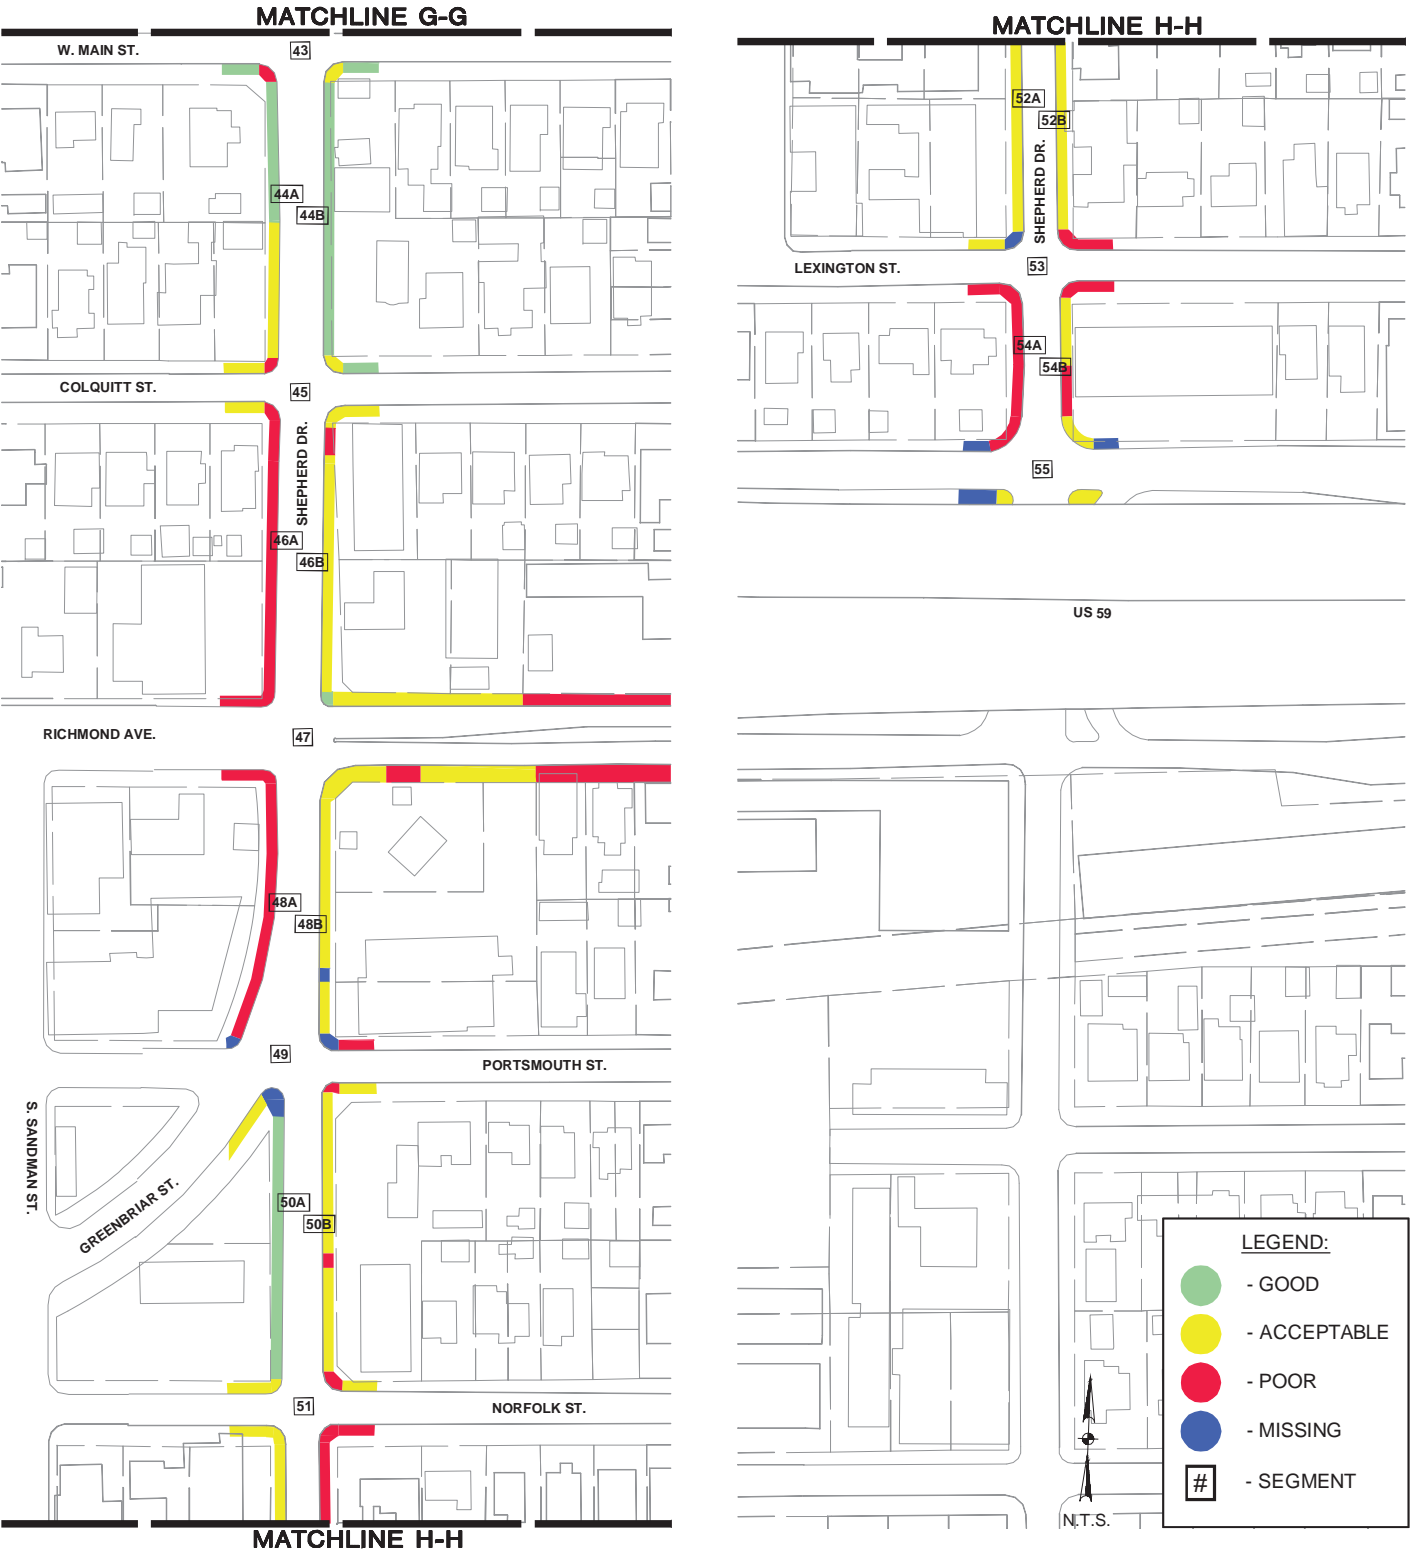 MATCHLINE G-G
W. MAIN ST.
43
44A
44B
COLQUITT ST.
45
SHEPHERD DR.
46A
46B
RICHMOND AVE.
47
48A
48B
49
PORTSMOUTH ST.
S. SANDMAN ST.
GREENBRIAR ST.
50A
50B
51
NORFOLK ST.
MATCHLINE H-H
MATCHLINE H-H
52A
52B
SHEPHERD DR.
LEXINGTON ST.
53
54A
54B
55
US 59
LEGEND:
- GOOD
- ACCEPTABLE
- POOR
- MISSING
# - SEGMENT
N.T.S.